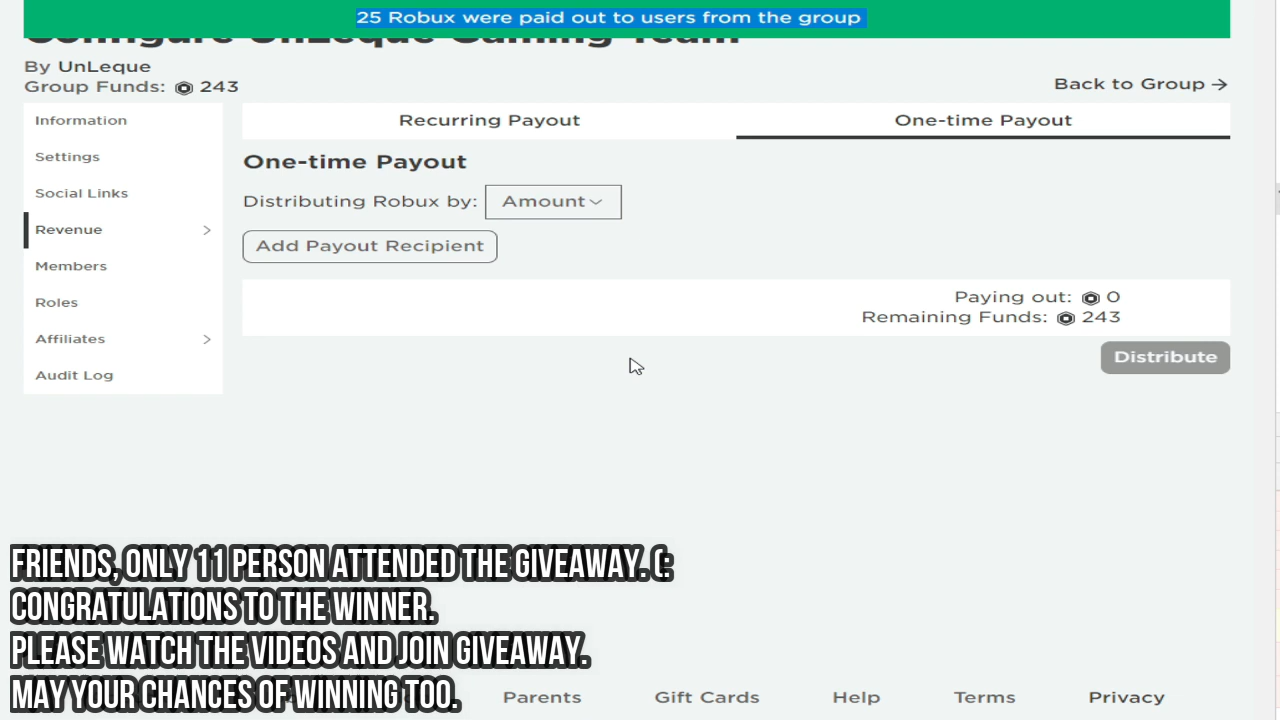 25 Robux were paid out to users from the group
Configure UnLeque Gaming Team
By UnLeque
Group Funds: 243
Back to Group →
Information
Settings
Social Links
Revenue
Members
Roles
Affiliates
Audit Log
Recurring Payout
One-time Payout
One-time Payout
Distributing Robux by: Amount
Add Payout Recipient
Paying out: 0
Remaining Funds: 243
Distribute
FRIENDS, ONLY 11 PERSON ATTENDED THE GIVEAWAY. (:
CONGRATULATIONS TO THE WINNER.
PLEASE WATCH THE VIDEOS AND JOIN GIVEAWAY.
MAY YOUR CHANCES OF WINNING TOO.
Parents Gift Cards Help Terms Privacy